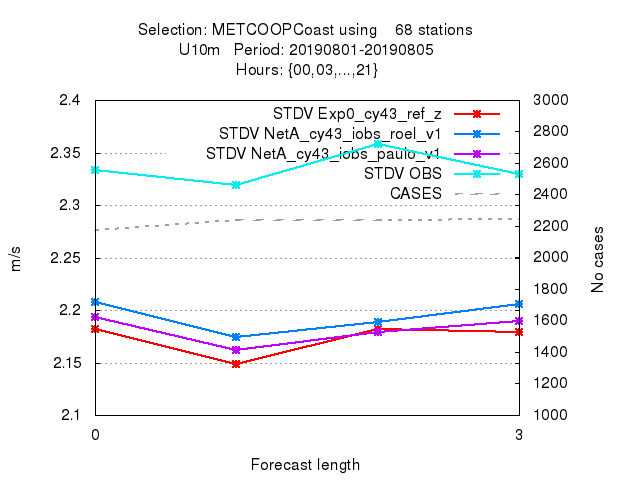 Selection: METCOOPCoast using    68 stations
U10m   Period: 20190801-20190805
Hours: {00,03,...,21}
STDV Exp0_cy43_ref_z
STDV NetA_cy43_iobs_roel_v1
STDV NetA_cy43_iobs_paulo_v1
STDV OBS
CASES
2.4
2.35
2.3
2.25
2.2
2.15
2.1
m/s
3000
2800
2600
2400
2200
2000
1800
1600
1400
1200
1000
No cases
0
3
Forecast length